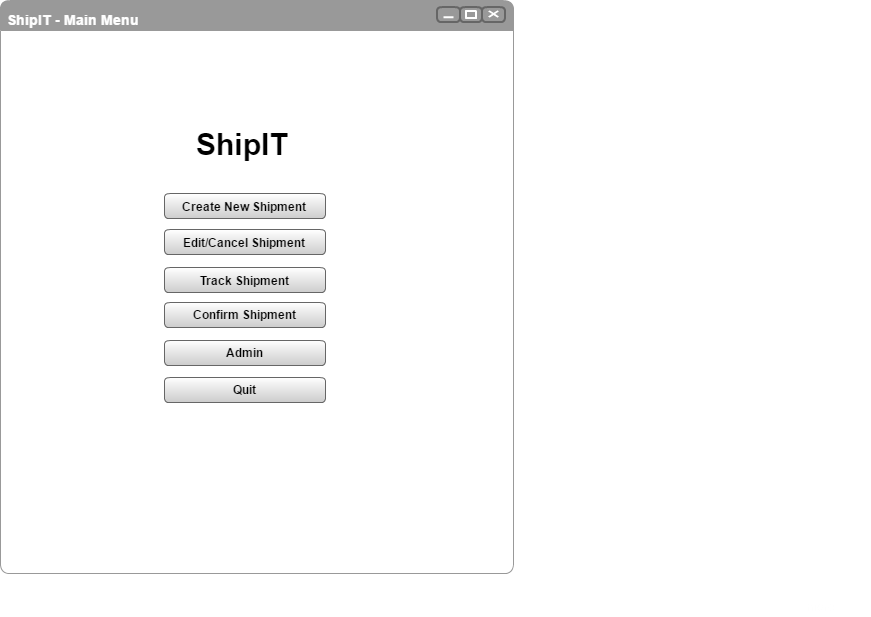 ShipIT - Main Menu
ShipIT
Create New Shipment
Edit/Cancel Shipment
Track Shipment
Confirm Shipment
Admin
Quit